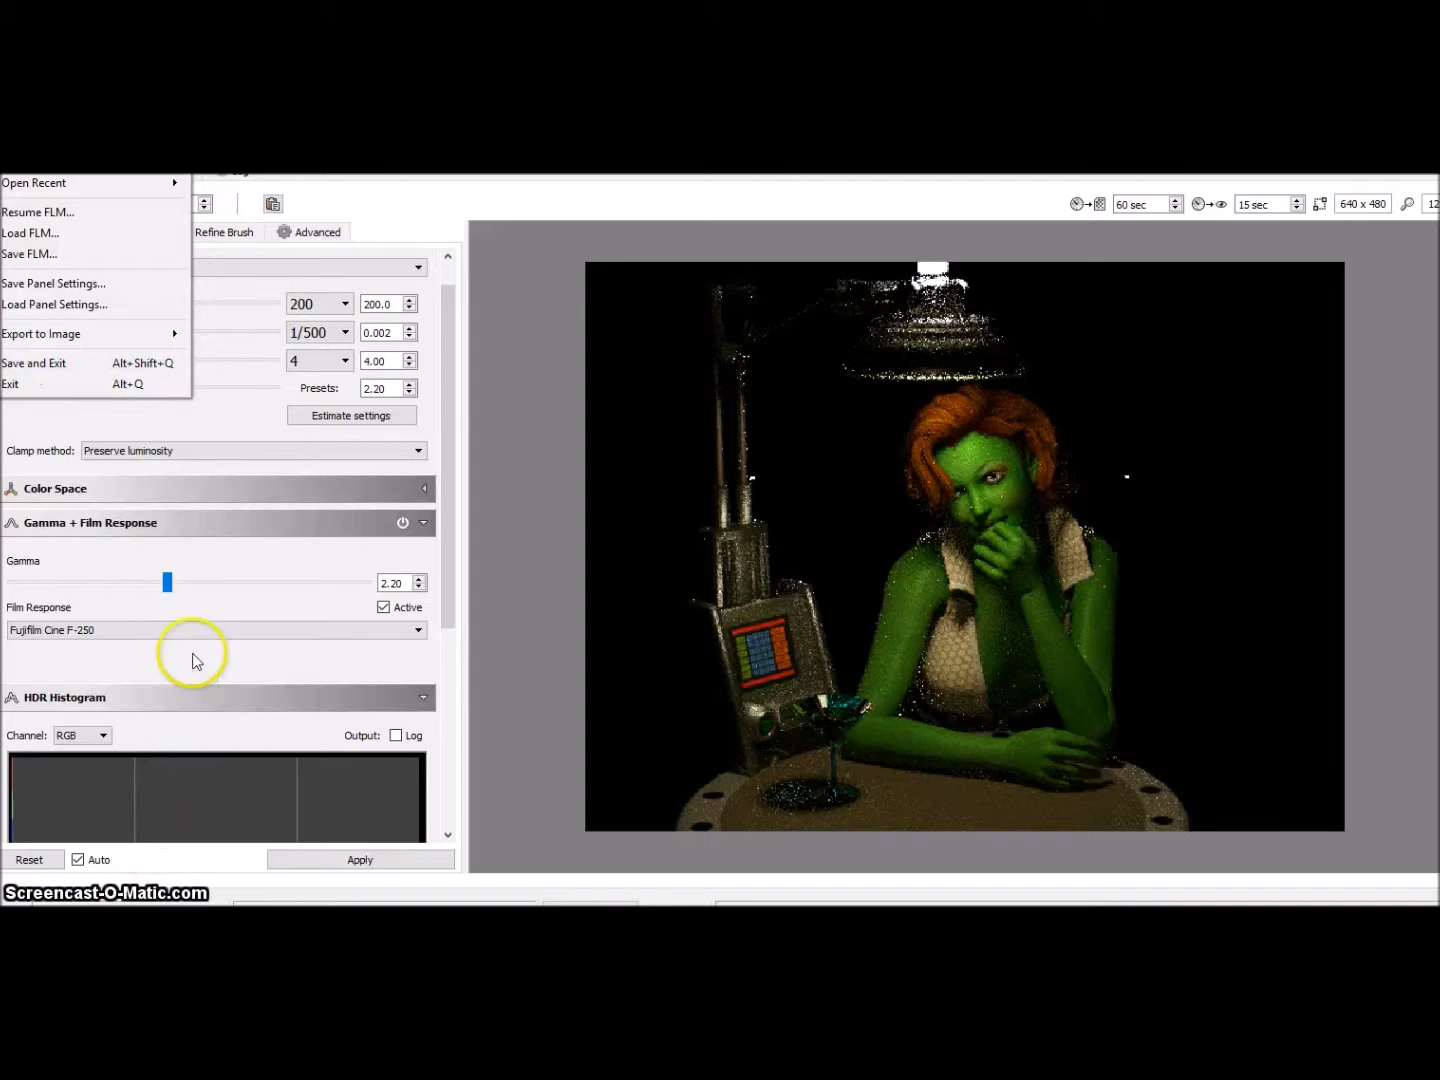 Open Recent
Resume FLM...
Load FLM...
Save FLM...
Save Panel Settings...
Load Panel Settings...
Export to Image
Save and Exit Alt+Shift+Q
Exit Alt+Q
60 sec 15 sec 640 x 480 12
Refine Brush Advanced
200 200.0
1/500 0.002
4 4.00
Presets: 2.20
Estimate settings
Clamp method: Preserve luminosity
Color Space
Gamma + Film Response
Gamma
2.20
Film Response Active
Fujifilm Cine F-250
HDR Histogram
Channel: RGB Output: Log
Reset Auto Apply
Screencast-O-Matic.com